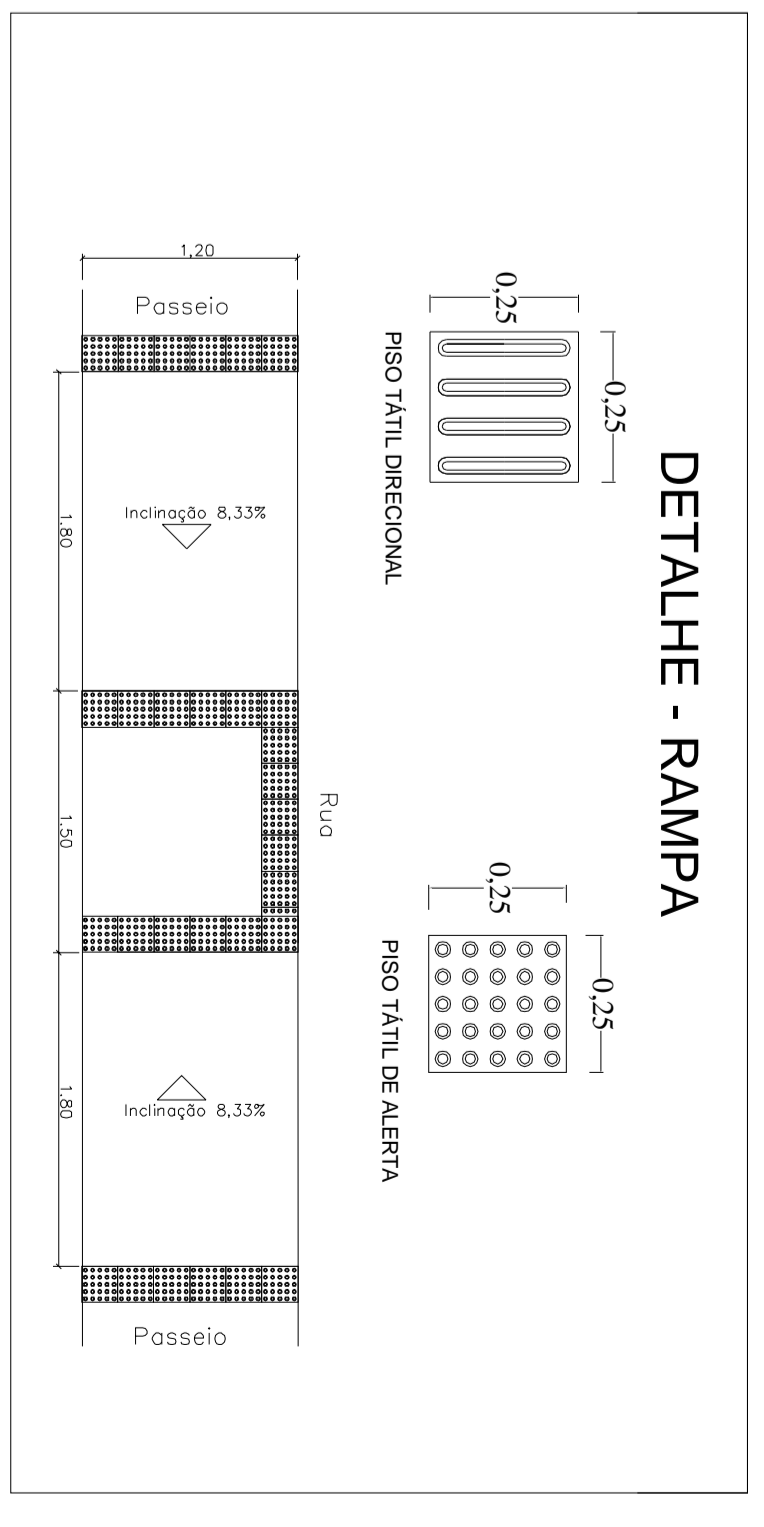 DETALHE - RAMPA
0,25
0,25
PISO TÁTIL DIRECIONAL
0,25
0,25
PISO TÁTIL DE ALERTA
1,20
Passeio
Inclinação 8,33%
1.80
Rua
1.50
Inclinação 8,33%
1.80
Passeio